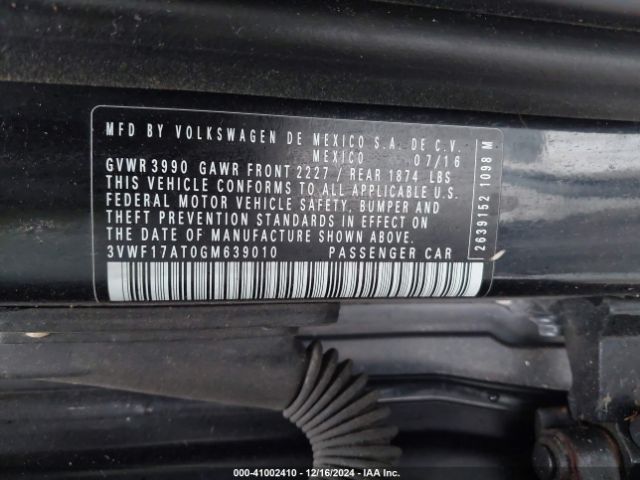 MFD BY VOLKSWAGEN DE MEXICO S.A. DE C.V.
MEXICO 07/16
GVWR 3990 GAWR FRONT 2227 / REAR 1874 LBS
THIS VEHICLE CONFORMS TO ALL APPLICABLE U.S.
FEDERAL MOTOR VEHICLE SAFETY, BUMPER AND
THEFT PREVENTION STANDARDS IN EFFECT ON
THE DATE OF MANUFACTURE SHOWN ABOVE.
3VWF17AT0GM639010 PASSENGER CAR
2639152 1098 M
000-41002410 - 12/16/2024 - IAA Inc.